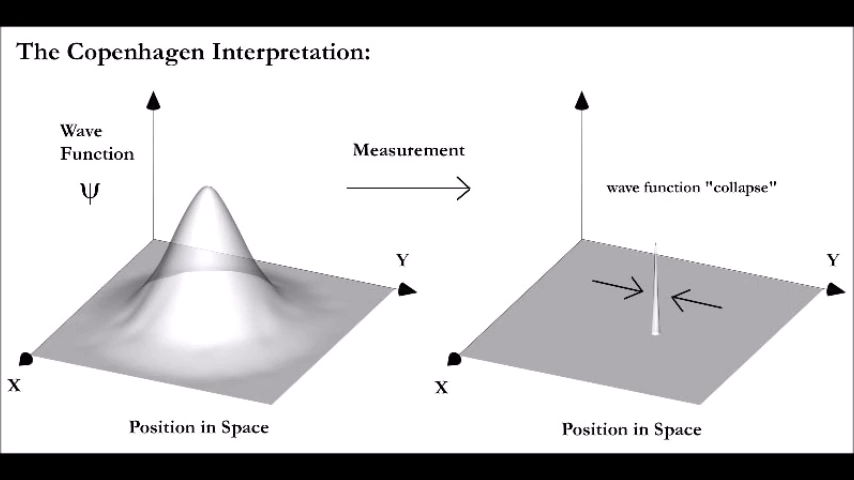 The Copenhagen Interpretation:
Wave
Function
ψ
Measurement
wave function "collapse"
Y
Y
X
X
Position in Space
Position in Space